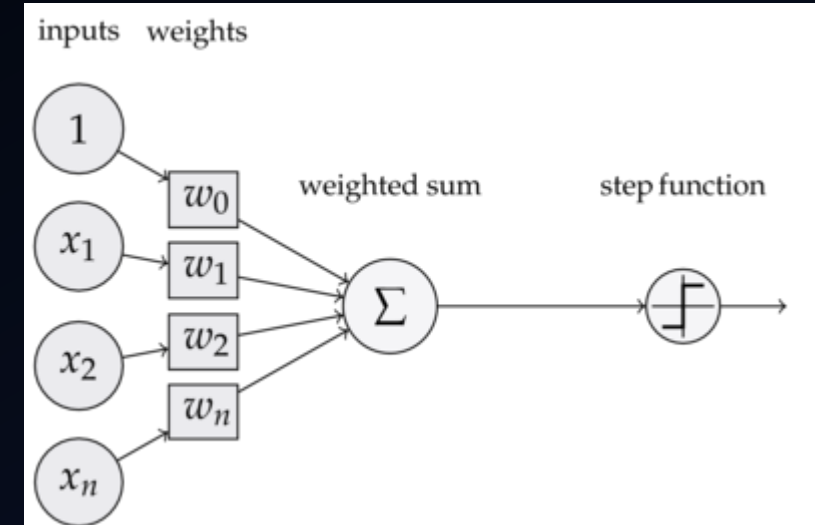 inputs weights
1
w₀
weighted sum
step function
x₁
w₁
Σ
x₂
w₂
wₙ
xₙ